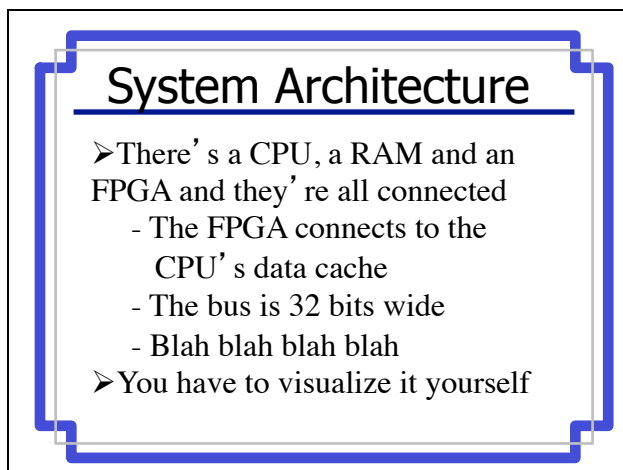 System Architecture
➢There’s a CPU, a RAM and an
FPGA and they’re all connected
- The FPGA connects to the
CPU’s data cache
- The bus is 32 bits wide
- Blah blah blah blah
➢You have to visualize it yourself